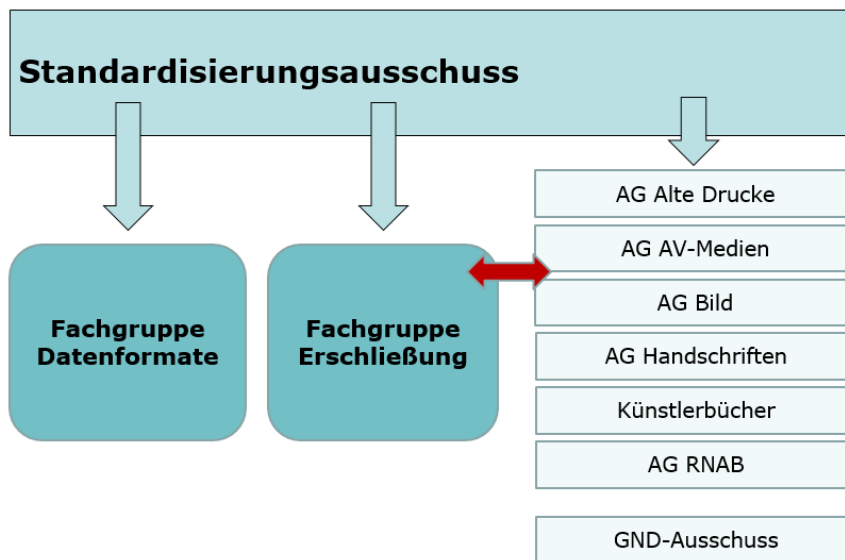 Standardisierungsausschuss
Fachgruppe
Datenformate
Fachgruppe
Erschließung
AG Alte Drucke
AG AV-Medien
AG Bild
AG Handschriften
Künstlerbücher
AG RNAB
GND-Ausschuss